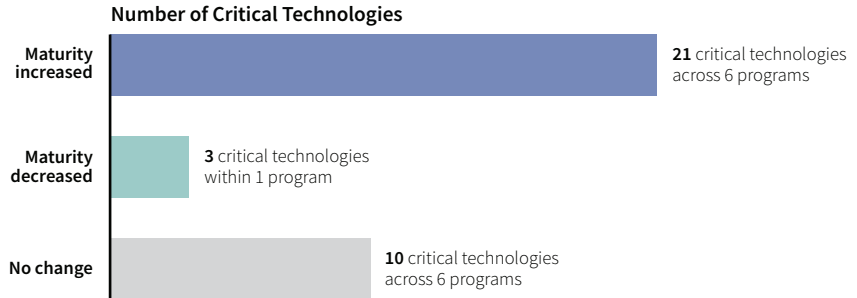 Number of Critical Technologies
Maturity
increased
21 critical technologies
across 6 programs
Maturity
decreased
3 critical technologies
within 1 program
No change
10 critical technologies
across 6 programs